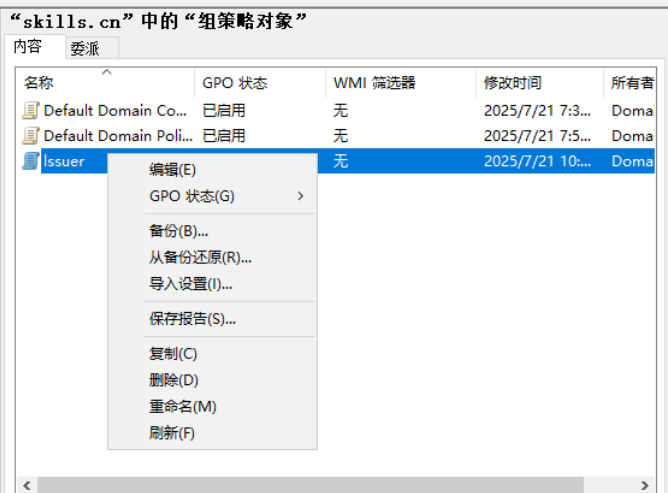 “skills.cn”中的“组策略对象”
内容 委派
名称 GPO 状态 WMI 筛选器 修改时间 所有者
Default Domain Co... 已启用 无 2025/7/21 7:3... Doma
Default Domain Poli... 已启用 无 2025/7/21 7:5... Doma
Issuer 无 2025/7/21 10:... Doma
编辑(E)
GPO 状态(G)
备份(B)...
从备份还原(R)...
导入设置(I)...
保存报告(S)...
复制(C)
删除(D)
重命名(M)
刷新(F)